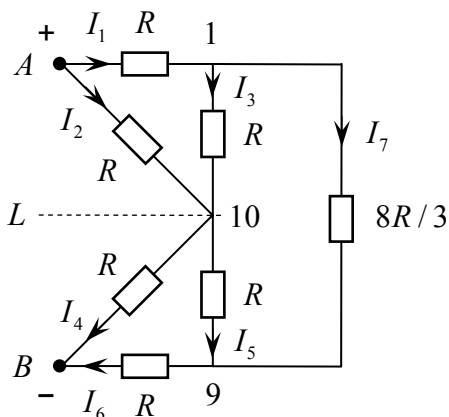 + I₁ R 1
A
I₂ I₃ I₇
R R
L 10 8R / 3
R R
I₄ I₅
B
− I₆ R 9